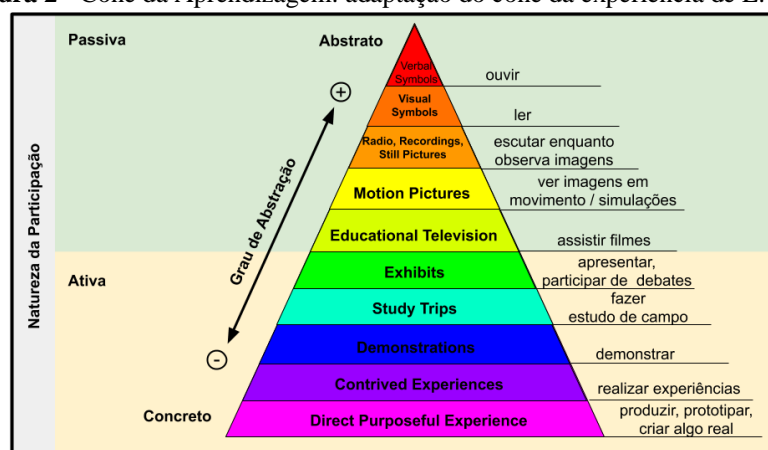 Figura 2 - Cone da Aprendizagem: adaptação do cone da experiência de E.
Passiva
Abstrato
Verbal
Symbols
ouvir
Visual
Symbols
ler
Radio, Recordings,
Still Pictures
escutar enquanto
observa imagens
Motion Pictures
ver imagens em
movimento / simulações
Educational Television
assistir filmes
Natureza da Participação
Grau de Abstração
+
-
Ativa
Exhibits
apresentar,
participar de debates
Study Trips
fazer
estudo de campo
Demonstrations
demonstrar
Contrived Experiences
realizar experiências
Concreto
Direct Purposeful Experience
produzir, prototipar,
criar algo real